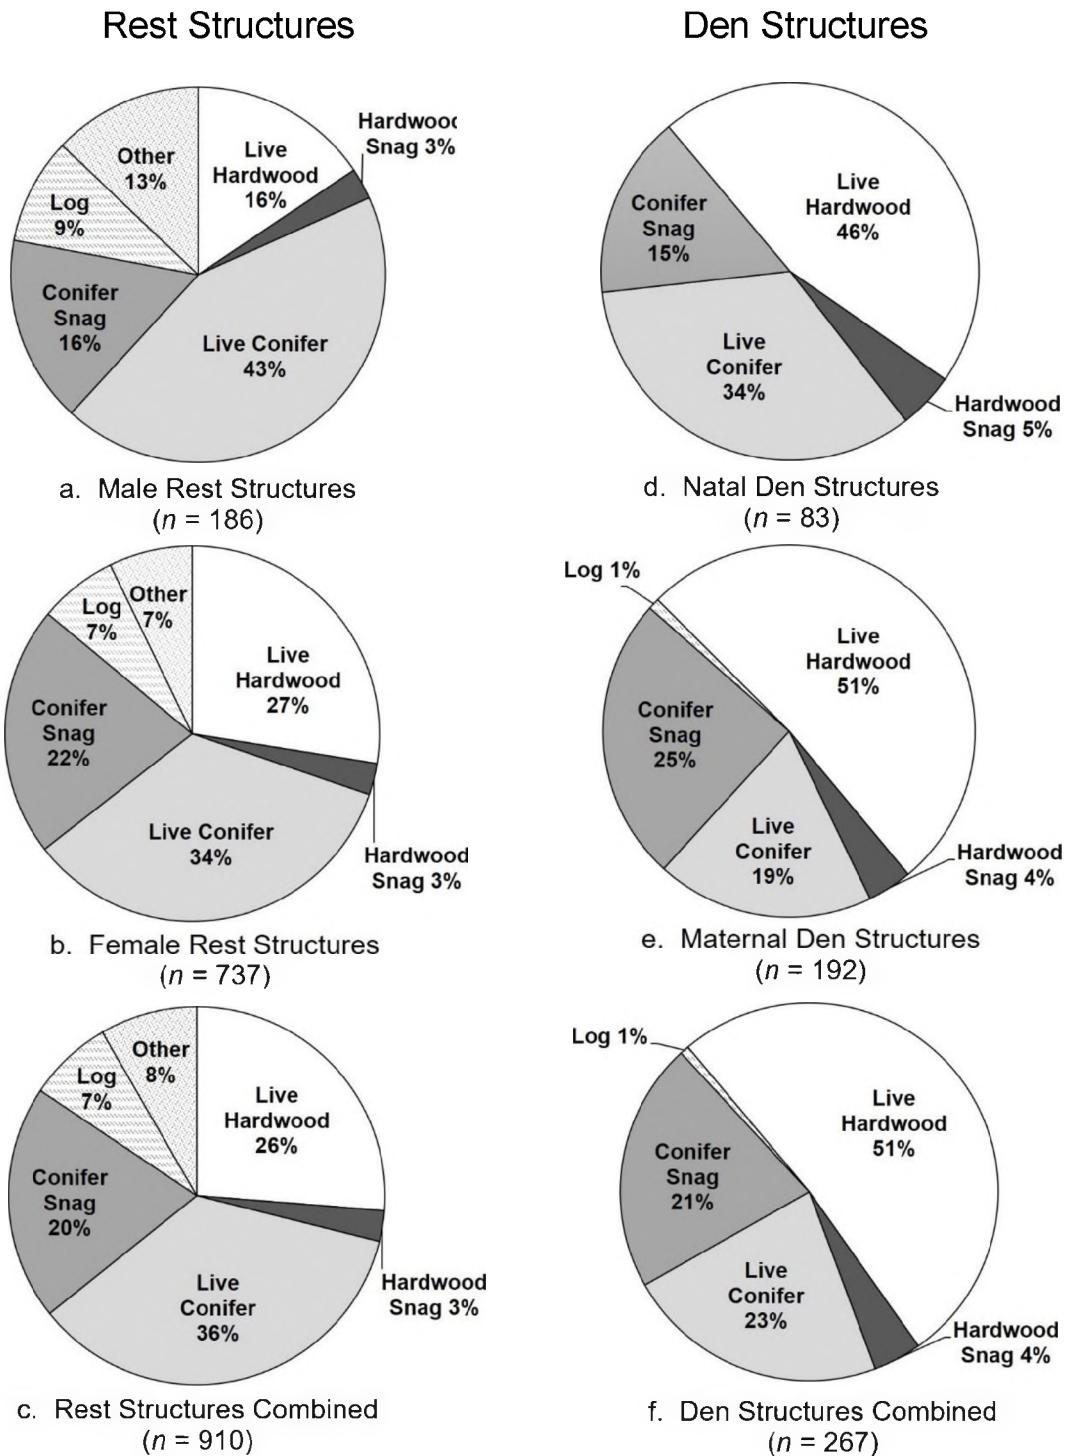 Rest Structures
Other
13%
Live
Hardwood
16%
Hardwood
Snag 3%
Log
9%
Conifer
Snag
16%
Live Conifer
43%
a. Male Rest Structures
(n = 186)
Other
7%
Log
7%
Live
Hardwood
27%
Conifer
Snag
22%
Live Conifer
34%
Hardwood
Snag 3%
b. Female Rest Structures
(n = 737)
Other
8%
Log
7%
Live
Hardwood
26%
Conifer
Snag
20%
Live
Conifer
36%
Hardwood
Snag 3%
c. Rest Structures Combined
(n = 910)
Den Structures
Live
Hardwood
46%
Conifer
Snag
15%
Live
Conifer
34%
Hardwood
Snag 5%
d. Natal Den Structures
(n = 83)
Log 1%
Live
Hardwood
51%
Conifer
Snag
25%
Live
Conifer
19%
Hardwood
Snag 4%
e. Maternal Den Structures
(n = 192)
Log 1%
Live
Hardwood
51%
Conifer
Snag
21%
Live
Conifer
23%
Hardwood
Snag 4%
f. Den Structures Combined
(n = 267)